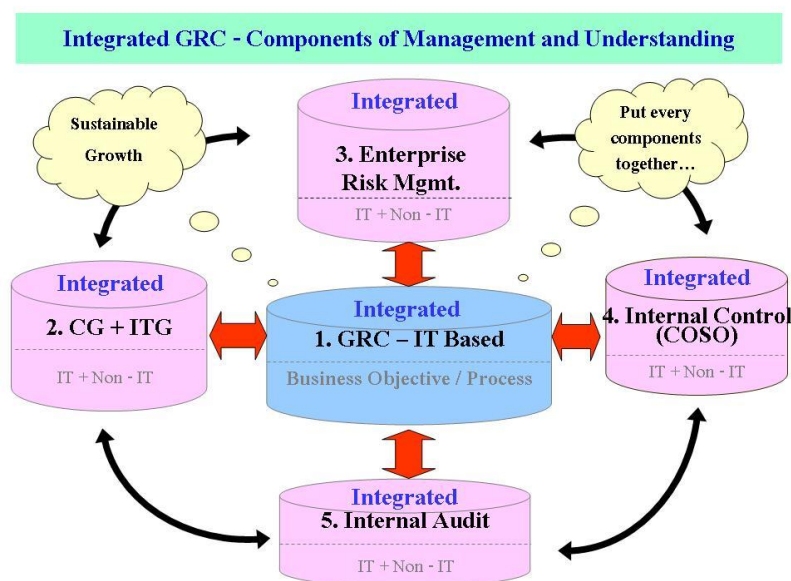 Integrated GRC - Components of Management and Understanding
Sustainable
Growth
Put every
components
together…
Integrated
3. Enterprise
Risk Mgmt.
IT + Non - IT
Integrated
2. CG + ITG
IT + Non - IT
Integrated
1. GRC – IT Based
Business Objective / Process
Integrated
4. Internal Control
(COSO)
IT + Non - IT
Integrated
5. Internal Audit
IT + Non - IT